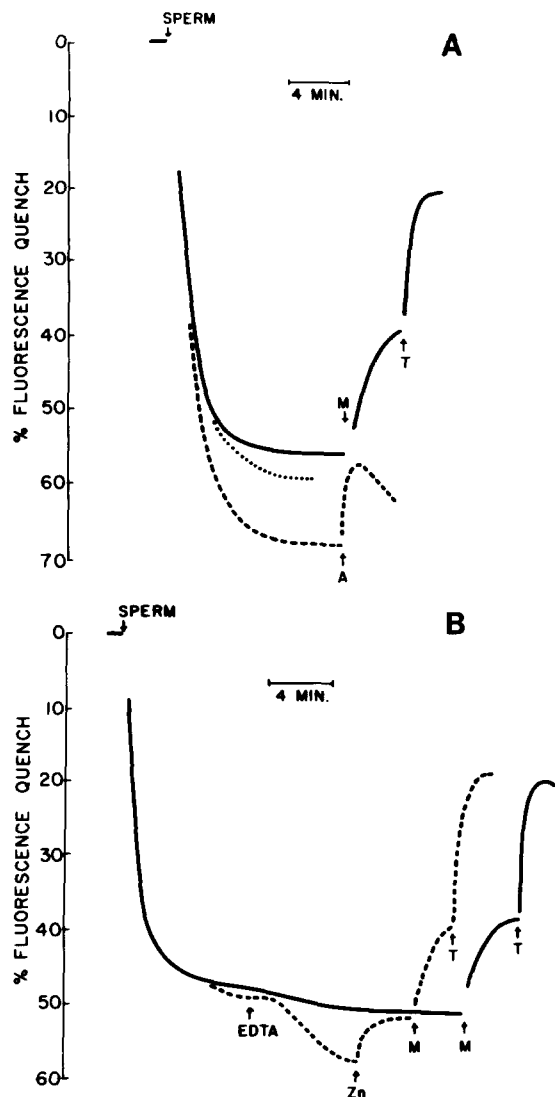 SPERM
A
0
4 MIN.
10
20
30
40
50
60
70
% FLUORESCENCE QUENCH
M
T
A
SPERM
B
0
4 MIN.
10
20
30
40
50
60
% FLUORESCENCE QUENCH
EDTA
Zn
M
T
M
T